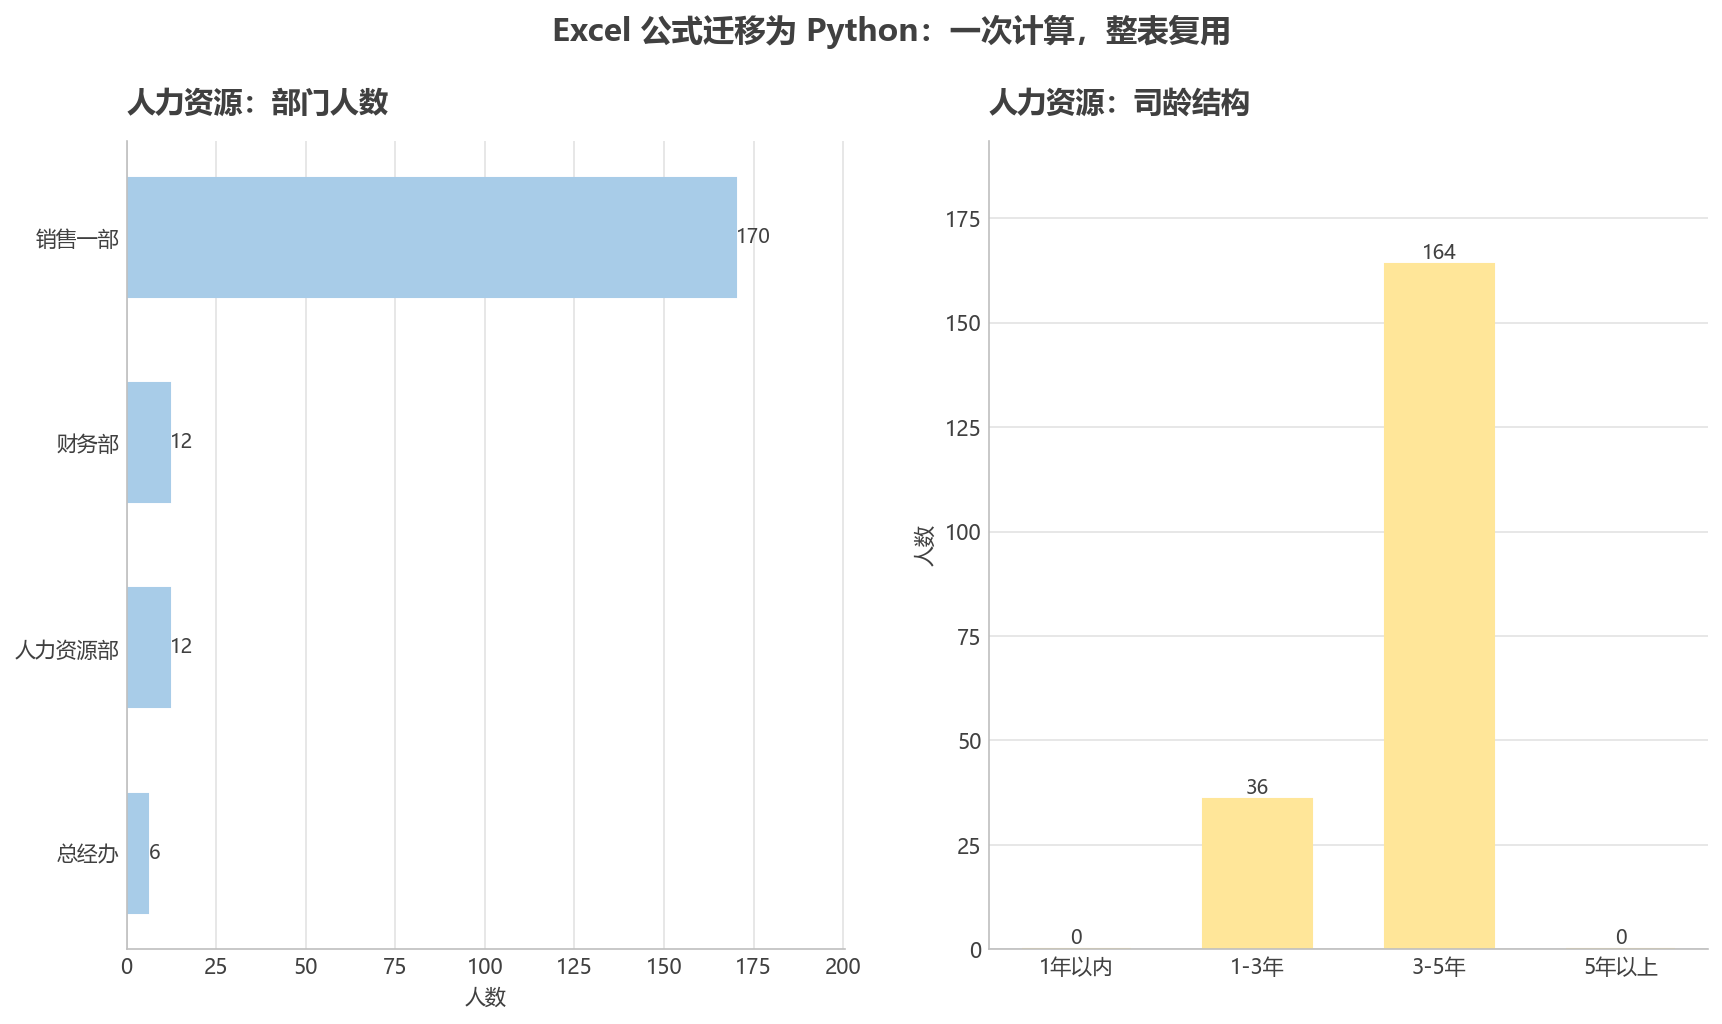 Excel 公式迁移为 Python：一次计算，整表复用
人力资源：部门人数
销售一部
170
财务部
12
人力资源部
12
总经办
6
0 25 50 75 100 125 150 175 200
人数
人力资源：司龄结构
人数
175
150
125
100
75
50
25
0
0
36
164
0
1年以内 1-3年 3-5年 5年以上